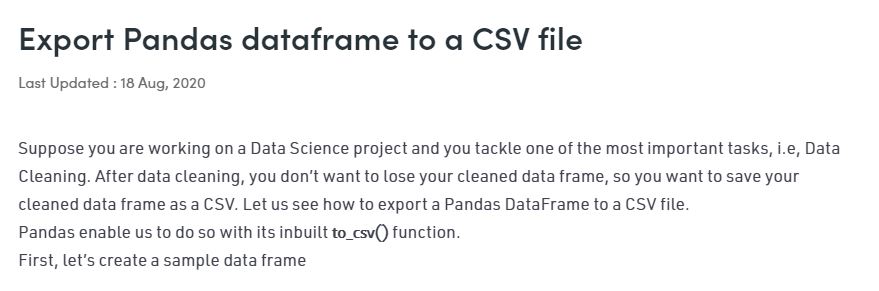 Export Pandas dataframe to a CSV file
Last Updated : 18 Aug, 2020
Suppose you are working on a Data Science project and you tackle one of the most important tasks, i.e, Data
Cleaning. After data cleaning, you don’t want to lose your cleaned data frame, so you want to save your
cleaned data frame as a CSV. Let us see how to export a Pandas DataFrame to a CSV file.
Pandas enable us to do so with its inbuilt to_csv() function.
First, let’s create a sample data frame